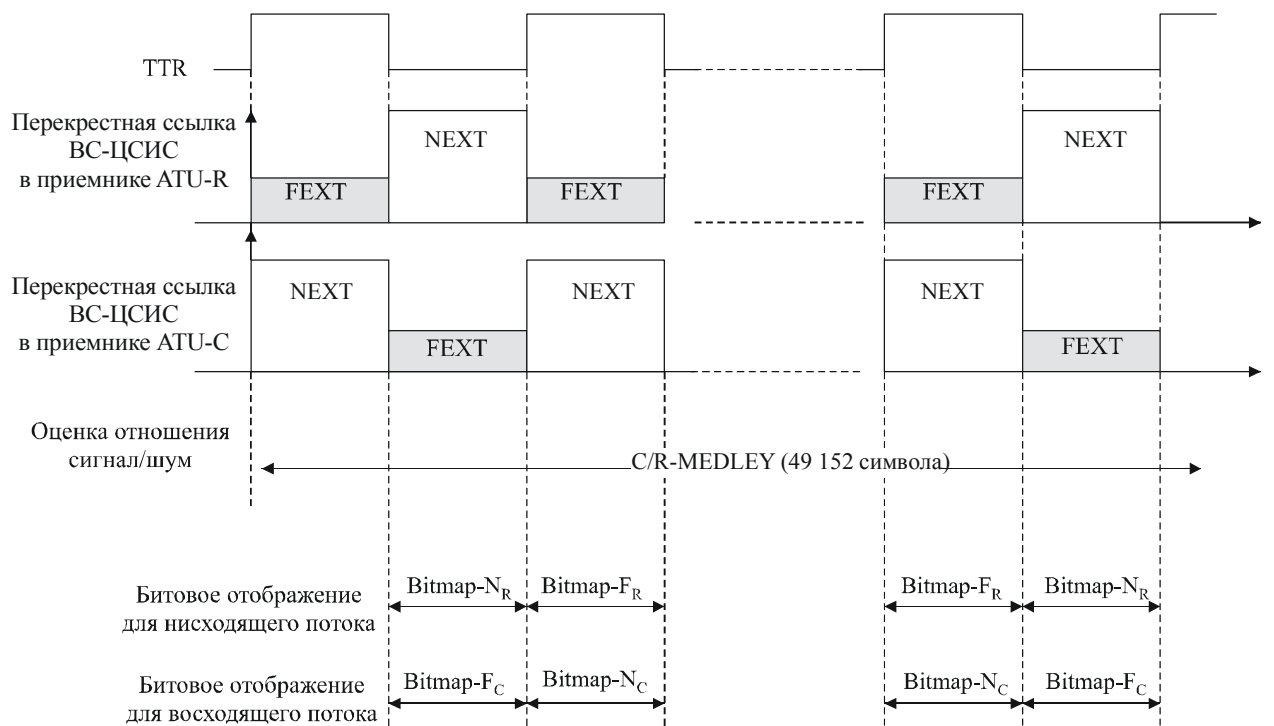 TTR
Перекрестная ссылка
ВС-ЦСИС
в приемнике ATU-R
NEXT
NEXT
FEXT
FEXT
FEXT
Перекрестная ссылка
ВС-ЦСИС
в приемнике ATU-C
NEXT
NEXT
NEXT
FEXT
FEXT
Оценка отношения
сигнал/шум
C/R-MEDLEY (49 152 символа)
Битовое отображение
для нисходящего потока
Bitmap-N_R
Bitmap-F_R
Bitmap-F_R
Bitmap-N_R
Битовое отображение
для восходящего потока
Bitmap-F_C
Bitmap-N_C
Bitmap-N_C
Bitmap-F_C